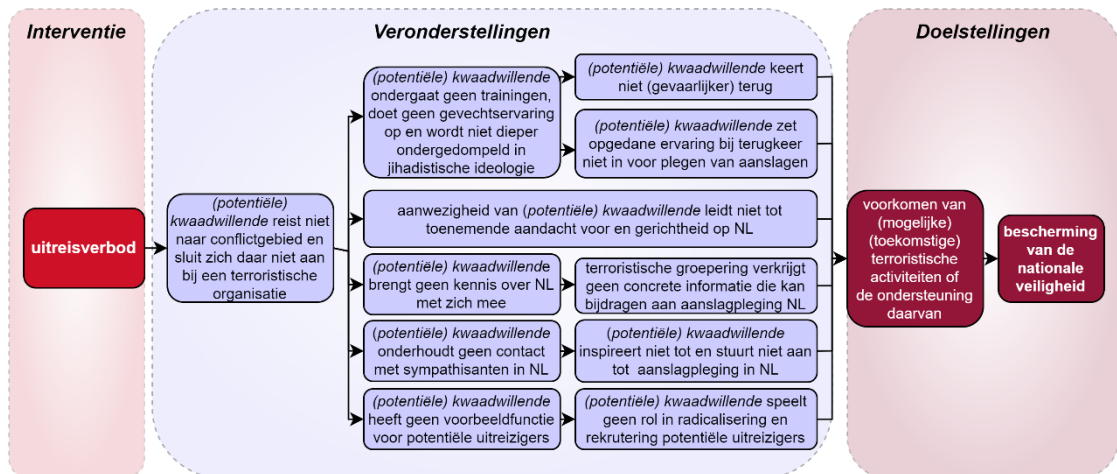 Interventie
Veronderstellingen
Doelstellingen
uitreisverbod
(potentiële)
kwaadwillende reist niet
naar conflictgebied en
sluit zich daar niet aan
bij een terroristische
organisatie
(potentiële) kwaadwillende
ondergaat geen trainingen,
doet geen gevechtservaring
op en wordt niet dieper
ondergedompeld in
jihadistische ideologie
(potentiële) kwaadwillende keert
niet (gevaarlijker) terug
(potentiële) kwaadwillende zet
opgedane ervaring bij terugkeer
niet in voor plegen van aanslagen
aanwezigheid van (potentiële) kwaadwillende leidt niet tot
toenemende aandacht voor en gerichtheid op NL
(potentiële) kwaadwillende
brengt geen kennis over NL
met zich mee
terroristische groepering verkrijgt
geen concrete informatie die kan
bijdragen aan aanslagpleging NL
(potentiële) kwaadwillende
onderhoudt geen contact
met sympathisanten in NL
(potentiële) kwaadwillende
inspireert niet tot en stuurt niet aan
tot aanslagpleging in NL
(potentiële) kwaadwillende
heeft geen voorbeeldfunctie
voor potentiële uitreizigers
(potentiële) kwaadwillende speelt
geen rol in radicalisering en
rekrutering potentiële uitreizigers
voorkomen van
(mogelijke)
(toekomstige)
terroristische
activiteiten of
de ondersteuning
daarvan
bescherming
van de
nationale
veiligheid